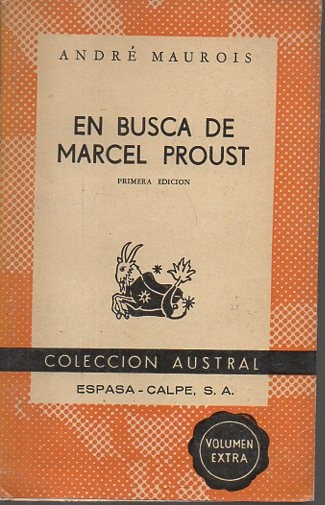 ANDRÉ MAUROIS
EN BUSCA DE
MARCEL PROUST
PRIMERA EDICION
COLECCION AUSTRAL
ESPASA - CALPE, S. A.
VOLUMEN
EXTRA